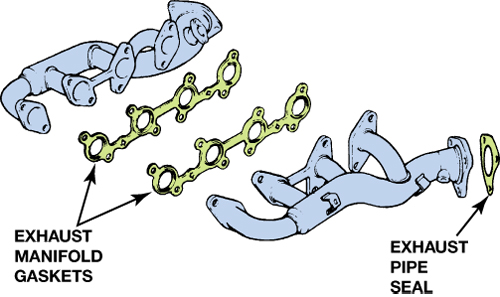 EXHAUST
MANIFOLD
GASKETS
EXHAUST
PIPE
SEAL